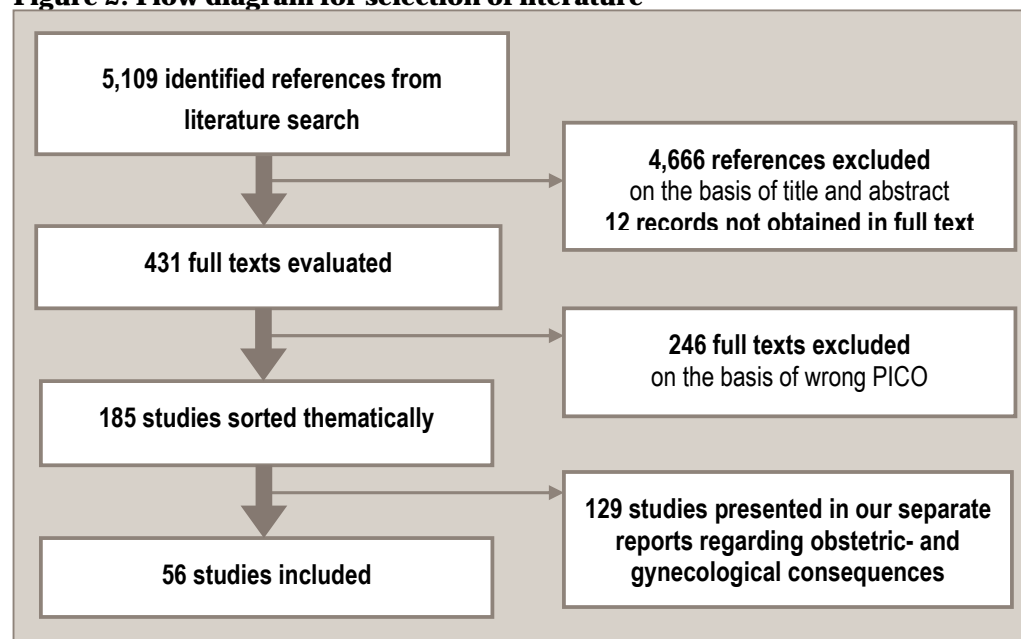 Figure 2: Flow diagram for selection of literature
5,109 identified references from
literature search
4,666 references excluded
on the basis of title and abstract
12 records not obtained in full text
431 full texts evaluated
246 full texts excluded
on the basis of wrong PICO
185 studies sorted thematically
129 studies presented in our separate
reports regarding obstetric- and
gynecological consequences
56 studies included